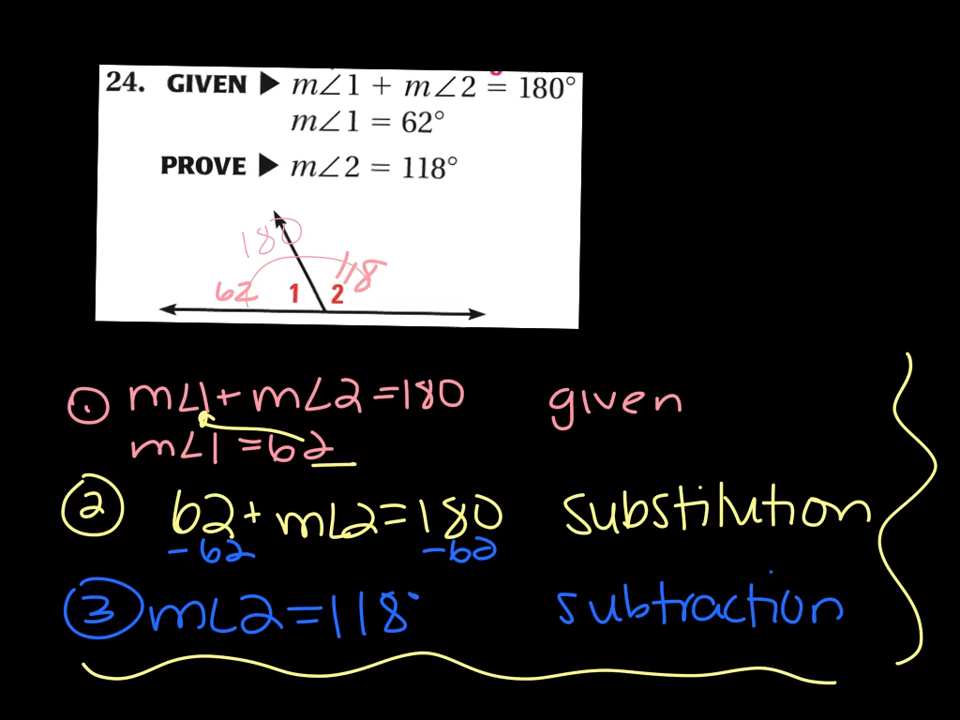 24. GIVEN ▶ m∠1 + m∠2 = 180°
m∠1 = 62°
PROVE ▶ m∠2 = 118°
180
62 1 2 118
1. m∠1 + m∠2 = 180 given
m∠1 = 62
2 62 + m∠2 = 180 substitution
-62 -62
3 m∠2 = 118° subtraction